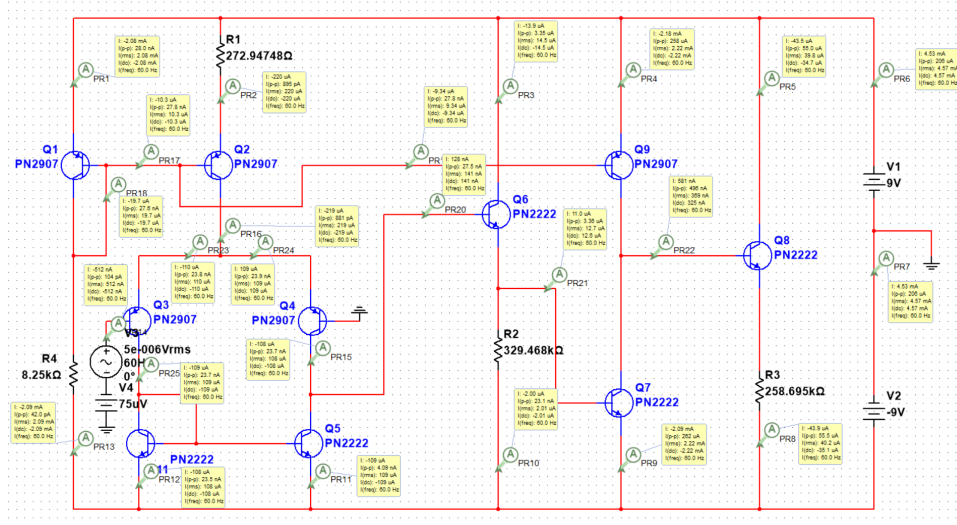 I: -2.08 mA
I(p-p): 28.0 nA
I(rms): 2.08 mA
I(dc): -2.08 mA
I(freq): 60.0 Hz
A
PR1
R1
272.94748Ω
I: -220 uA
I(p-p): 895 pA
I(rms): 220 uA
I(dc): -220 uA
I(freq): 60.0 Hz
A
PR2
I: -13.9 uA
I(p-p): 3.35 uA
I(rms): 14.5 uA
I(dc): -14.5 uA
I(freq): 60.0 Hz
A
PR3
I: -2.18 mA
I(p-p): 258 uA
I(rms): 2.22 mA
I(dc): -2.22 mA
I(freq): 60.0 Hz
A
PR4
I: -43.5 uA
I(p-p): 55.0 uA
I(rms): 39.8 uA
I(dc): -34.7 uA
I(freq): 60.0 Hz
A
PR5
I: 4.53 mA
I(p-p): 206 uA
I(rms): 4.57 mA
I(dc): 4.57 mA
I(freq): 60.0 Hz
A
PR6
I: -10.3 uA
I(p-p): 27.8 nA
I(rms): 10.3 uA
I(dc): -10.3 uA
I(freq): 60.0 Hz
A
PR17
I: -9.34 uA
I(p-p): 27.8 nA
I(rms): 9.34 uA
I(dc): -9.34 uA
I(freq): 60.0 Hz
A
Q1
PN2907
Q2
PN2907
Q9
PN2907
V1
9V
A
PR18
I: -19.7 uA
I(p-p): 27.6 nA
I(rms): 19.7 uA
I(dc): -19.7 uA
I(freq): 60.0 Hz
I: 128 nA
I(p-p): 27.5 nA
I(rms): 141 nA
I(dc): 141 nA
I(freq): 60.0 Hz
A
PR20
Q6
PN2222
I: 581 nA
I(p-p): 496 nA
I(rms): 369 nA
I(dc): 325 nA
I(freq): 60.0 Hz
A
PR22
Q8
PN2222
I: -219 uA
I(p-p): 881 pA
I(rms): 219 uA
I(dc): -219 uA
I(freq): 60.0 Hz
A
PR16
A
PR23
A
PR24
I: 11.0 uA
I(p-p): 3.36 uA
I(rms): 12.7 uA
I(dc): 12.5 uA
I(freq): 60.0 Hz
A
PR21
A
PR7
I: 4.53 mA
I(p-p): 206 uA
I(rms): 4.57 mA
I(dc): 4.57 mA
I(freq): 60.0 Hz
I: -512 nA
I(p-p): 104 pA
I(rms): 512 nA
I(dc): -512 nA
I(freq): 60.0 Hz
A
I: -110 uA
I(p-p): 23.8 nA
I(rms): 110 uA
I(dc): -110 uA
I(freq): 60.0 Hz
I: 109 uA
I(p-p): 23.9 nA
I(rms): 109 uA
I(dc): 109 uA
I(freq): 60.0 Hz
Q3
PN2907
Q4
PN2907
V3
5e-006Vrms
0°
V4
75uV
R4
8.25kΩ
A
PR25
I: -109 uA
I(p-p): 23.7 nA
I(rms): 109 uA
I(dc): -109 uA
I(freq): 60.0 Hz
I: -108 uA
I(p-p): 23.7 nA
I(rms): 108 uA
I(dc): -108 uA
I(freq): 60.0 Hz
A
PR15
R2
329.468kΩ
R3
258.695kΩ
Q7
PN2222
V2
-9V
I: -2.09 mA
I(p-p): 42.0 pA
I(rms): 2.09 mA
I(dc): -2.09 mA
I(freq): 60.0 Hz
A
PR13
PN2222
11
Q5
PN2222
A
PR12
I: -108 uA
I(p-p): 23.5 nA
I(rms): 108 uA
I(dc): -108 uA
I(freq): 60.0 Hz
A
PR11
I: -109 uA
I(p-p): 4.09 nA
I(rms): 109 uA
I(dc): -109 uA
I(freq): 60.0 Hz
I: -2.00 uA
I(p-p): 23.1 nA
I(rms): 2.01 uA
I(dc): -2.01 uA
I(freq): 60.0 Hz
A
PR10
A
PR9
I: -2.09 mA
I(p-p): 262 uA
I(rms): 2.22 mA
I(dc): -2.22 mA
I(freq): 60.0 Hz
A
PR8
I: -43.9 uA
I(p-p): 55.5 uA
I(rms): 40.2 uA
I(dc): -35.1 uA
I(freq): 60.0 Hz